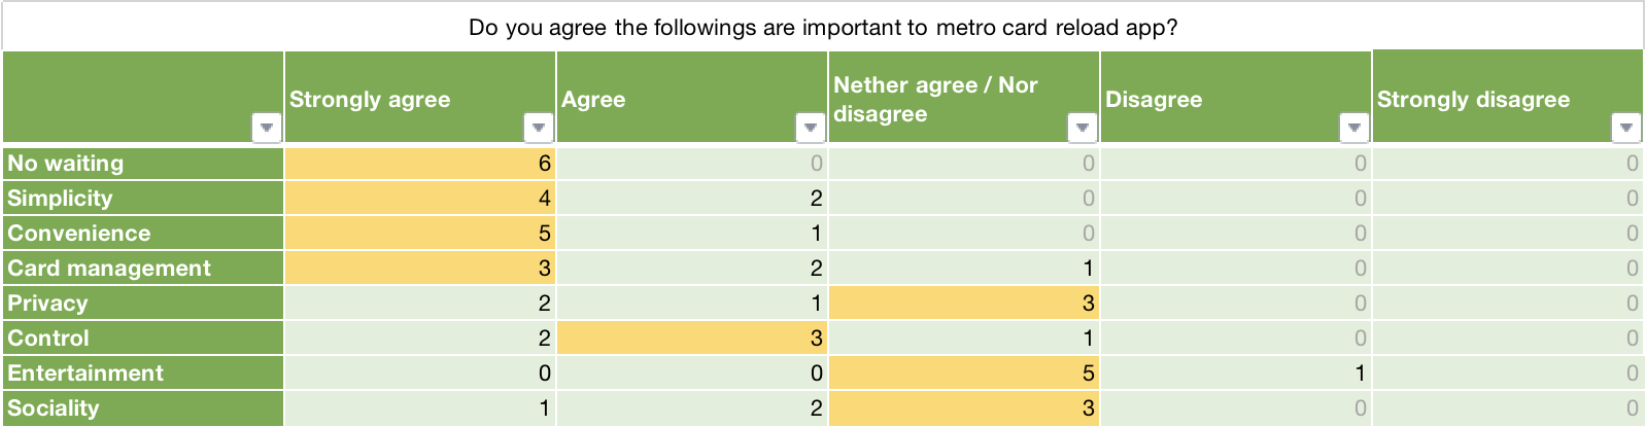 Do you agree the followings are important to metro card reload app?
Strongly agree Agree Nether agree / Nor disagree Disagree Strongly disagree
No waiting 6 0 0 0 0
Simplicity 4 2 0 0 0
Convenience 5 1 0 0 0
Card management 3 2 1 0 0
Privacy 2 1 3 0 0
Control 2 3 1 0 0
Entertainment 0 0 5 1 0
Sociality 1 2 3 0 0